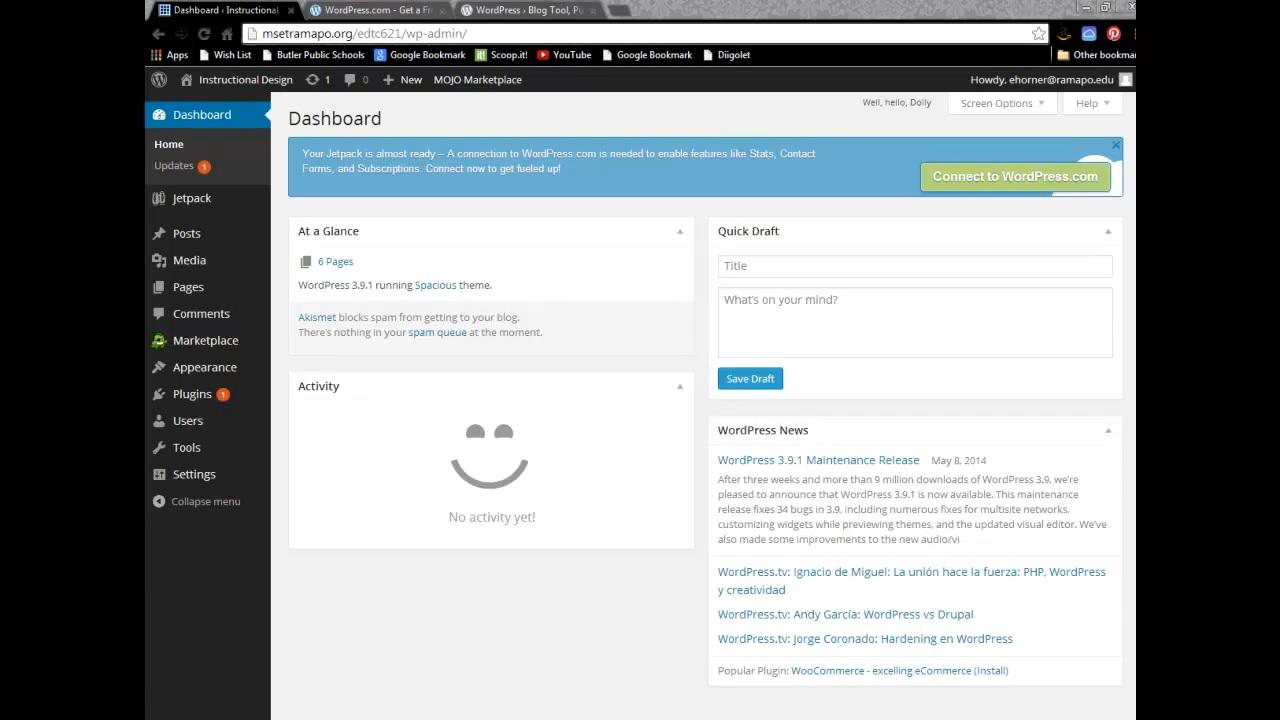 Dashboard ‹ Instructional
WordPress.com - Get a Fr
WordPress › Blog Tool, Pu
msetramapo.org/edtc621/wp-admin/
Apps Wish List Butler Public Schools Google Bookmark Scoop.it! YouTube Google Bookmark Diigolet Other bookmar
Instructional Design 1 0 New MOJO Marketplace Howdy, ehorner@ramapo.edu
Dashboard
Home
Updates 1
Jetpack
Posts
Media
Pages
Comments
Marketplace
Appearance
Plugins 1
Users
Tools
Settings
Collapse menu
Well, hello, Dolly Screen Options Help
Dashboard
Your Jetpack is almost ready – A connection to WordPress.com is needed to enable features like Stats, Contact
Forms, and Subscriptions. Connect now to get fueled up!
Connect to WordPress.com
At a Glance
6 Pages
WordPress 3.9.1 running Spacious theme.
Akismet blocks spam from getting to your blog.
There's nothing in your spam queue at the moment.
Activity
No activity yet!
Quick Draft
Title
What's on your mind?
Save Draft
WordPress News
WordPress 3.9.1 Maintenance Release May 8, 2014
After three weeks and more than 9 million downloads of WordPress 3.9, we're
pleased to announce that WordPress 3.9.1 is now available. This maintenance
release fixes 34 bugs in 3.9, including numerous fixes for multisite networks,
customizing widgets while previewing themes, and the updated visual editor. We've
also made some improvements to the new audio/vi
WordPress.tv: Ignacio de Miguel: La unión hace la fuerza: PHP, WordPress
y creatividad
WordPress.tv: Andy García: WordPress vs Drupal
WordPress.tv: Jorge Coronado: Hardening en WordPress
Popular Plugin: WooCommerce - excelling eCommerce (Install)